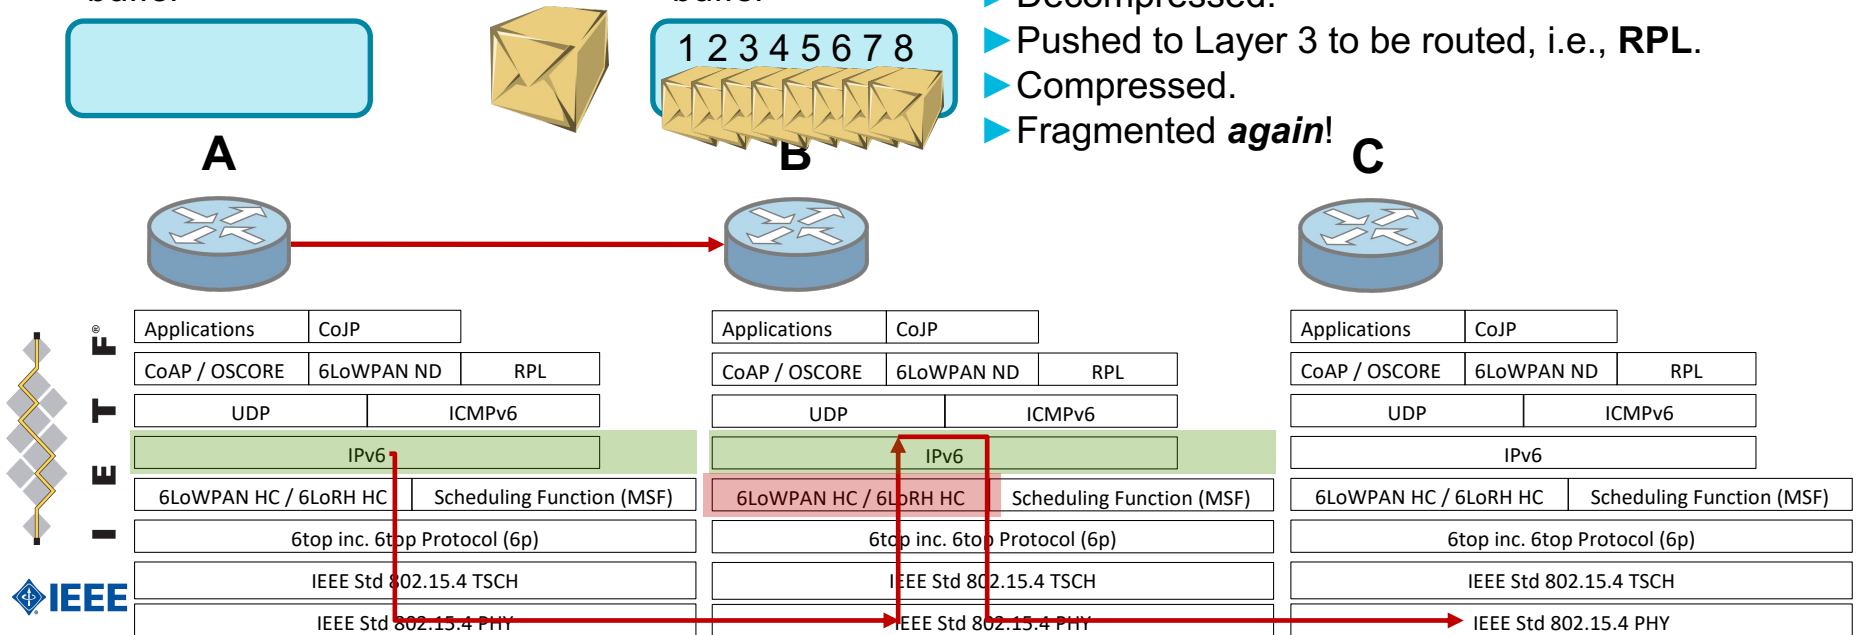 buffer
buffer
Decompressed.
1 2 3 4 5 6 7 8
Pushed to Layer 3 to be routed, i.e., RPL.
Compressed.
Fragmented again!
A
B
C
Applications CoJP
CoAP / OSCORE 6LoWPAN ND RPL
UDP ICMPv6
IPv6
6LoWPAN HC / 6LoRH HC Scheduling Function (MSF)
6top inc. 6top Protocol (6p)
IEEE Std 802.15.4 TSCH
IEEE Std 802.15.4 PHY
Applications CoJP
CoAP / OSCORE 6LoWPAN ND RPL
UDP ICMPv6
IPv6
6LoWPAN HC / 6LoRH HC Scheduling Function (MSF)
6top inc. 6top Protocol (6p)
IEEE Std 802.15.4 TSCH
IEEE Std 802.15.4 PHY
Applications CoJP
CoAP / OSCORE 6LoWPAN ND RPL
UDP ICMPv6
IPv6
6LoWPAN HC / 6LoRH HC Scheduling Function (MSF)
6top inc. 6top Protocol (6p)
IEEE Std 802.15.4 TSCH
IEEE Std 802.15.4 PHY
I E T F®
IEEE